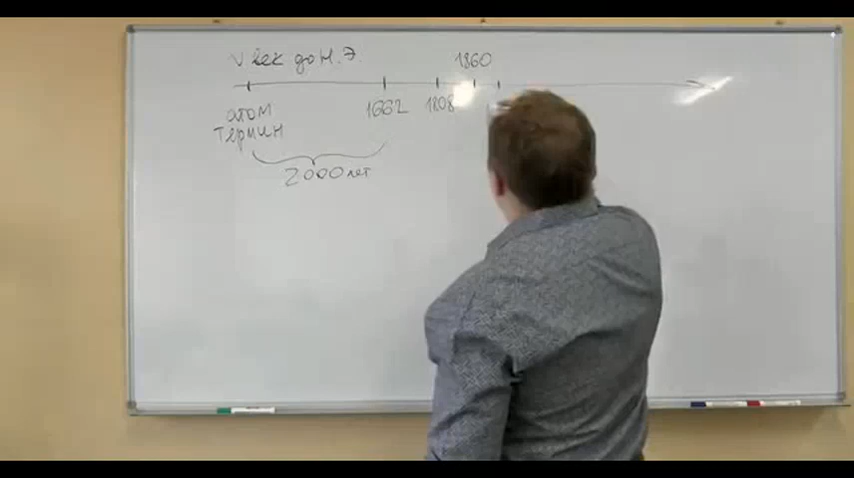 V век до н.э.
1860
атом
термин
1662
1808
2000 лет